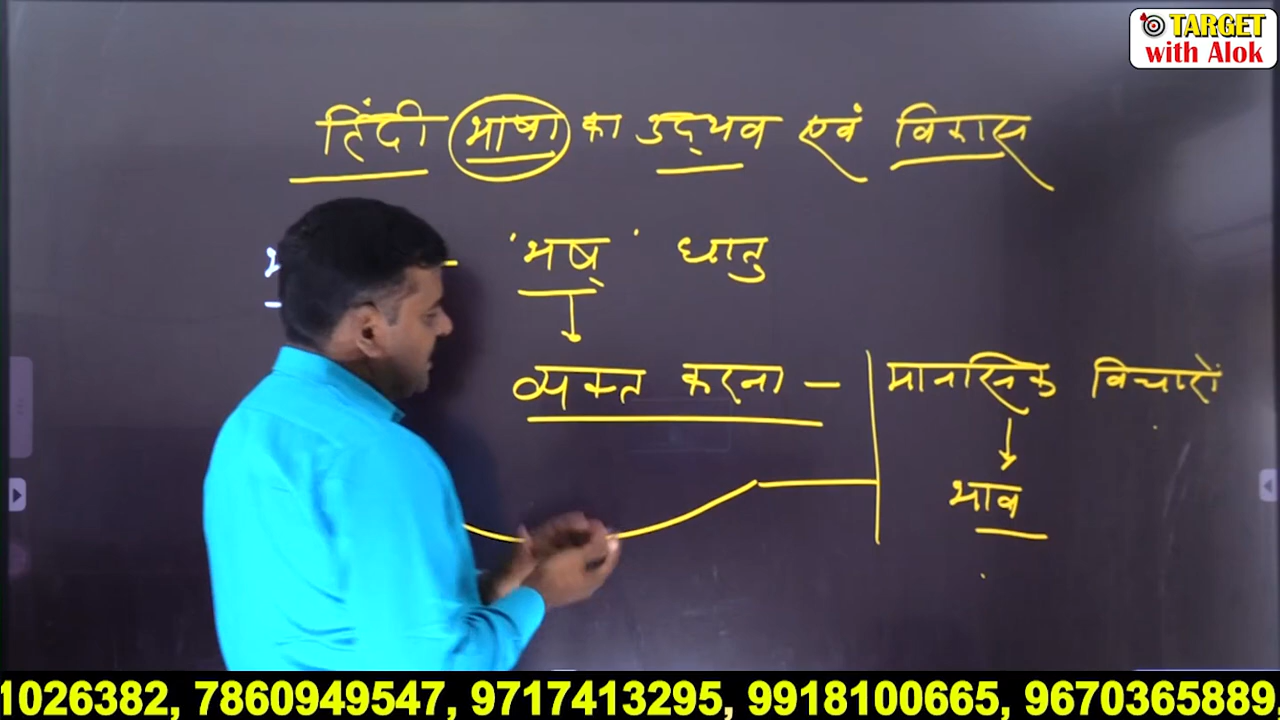 TARGET
with Alok
हिंदी भाषा का उद्भव एवं विकास
'भष्' धातु
व्यक्त करना – मानसिक विचारों
भाव
1026382, 7860949547, 9717413295, 9918100665, 9670365889